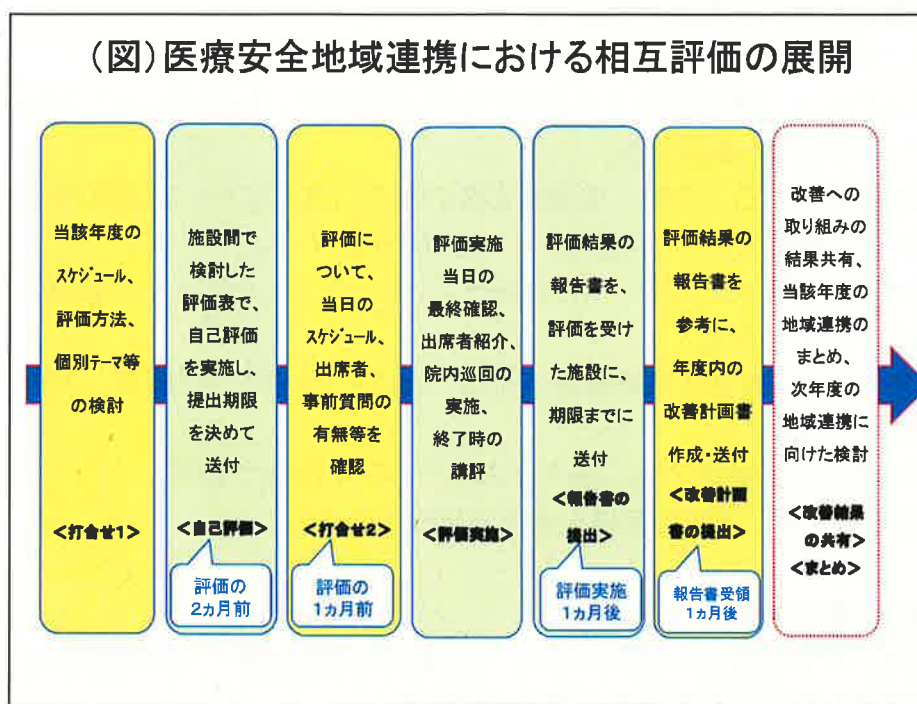 (図)医療安全地域連携における相互評価の展開
当該年度の
スケジュール、
評価方法、
個別テーマ等
の検討
<打合せ1>
施設間で
検討した
評価表で、
自己評価
を実施し、
提出期限
を決めて
送付
<自己評価>
評価の
2ヵ月前
評価に
ついて、
当日の
スケジュール、
出席者、
事前質問の
有無等を
確認
<打合せ2>
評価の
1ヵ月前
評価実施
当日の
最終確認、
出席者紹介、
院内巡回の
実施、
終了時の
講評
<評価実施>
評価結果の
報告書を、
評価を受け
た施設に、
期限までに
送付
<報告書の
提出>
評価実施
1ヵ月後
評価結果の
報告書を
参考に、
年度内の
改善計画書
作成・送付
<改善計画
書の提出>
報告書受領
1ヵ月後
改善への
取り組みの
結果共有、
当該年度の
地域連携の
まとめ、
次年度の
地域連携に
向けた検討
<改善結果
の共有>
<まとめ>